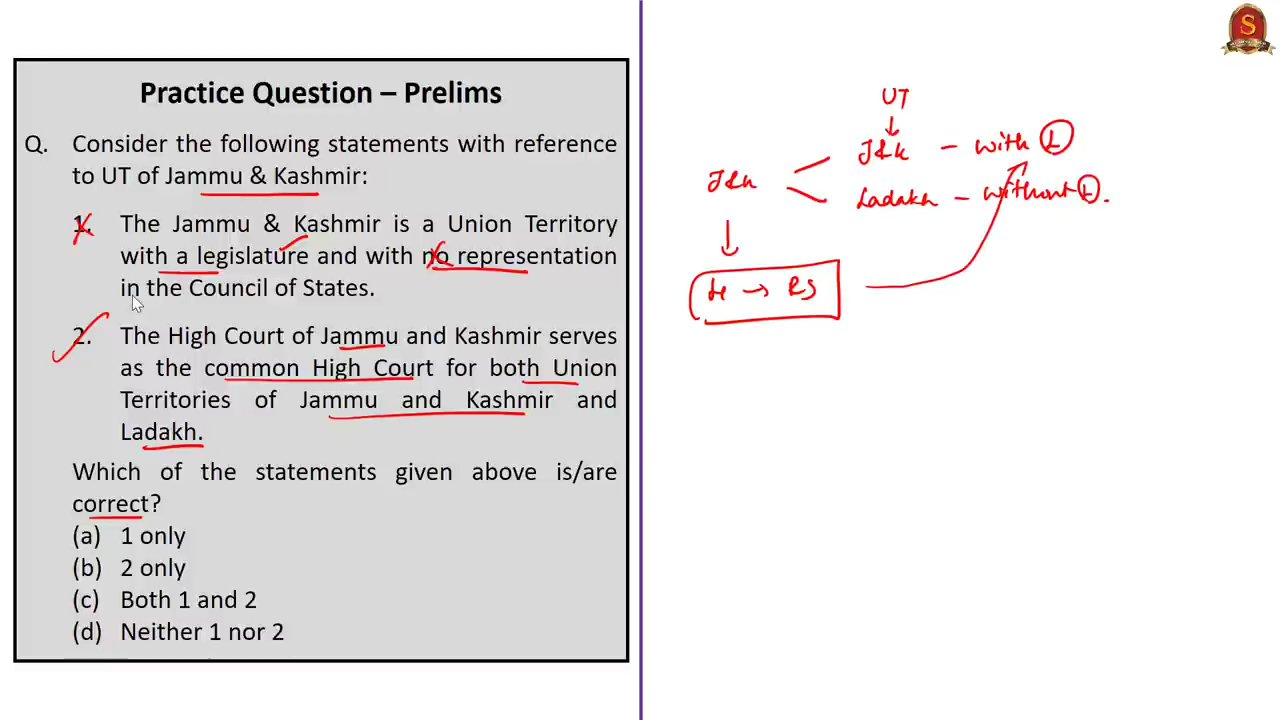 Practice Question – Prelims
Q. Consider the following statements with reference
to UT of Jammu & Kashmir:
1. The Jammu & Kashmir is a Union Territory
with a legislature and with no representation
in the Council of States.
2. The High Court of Jammu and Kashmir serves
as the common High Court for both Union
Territories of Jammu and Kashmir and
Ladakh.
Which of the statements given above is/are
correct?
(a) 1 only
(b) 2 only
(c) Both 1 and 2
(d) Neither 1 nor 2
S
UT
J&K – with L
J&K
Ladakh – without L.
→ RS